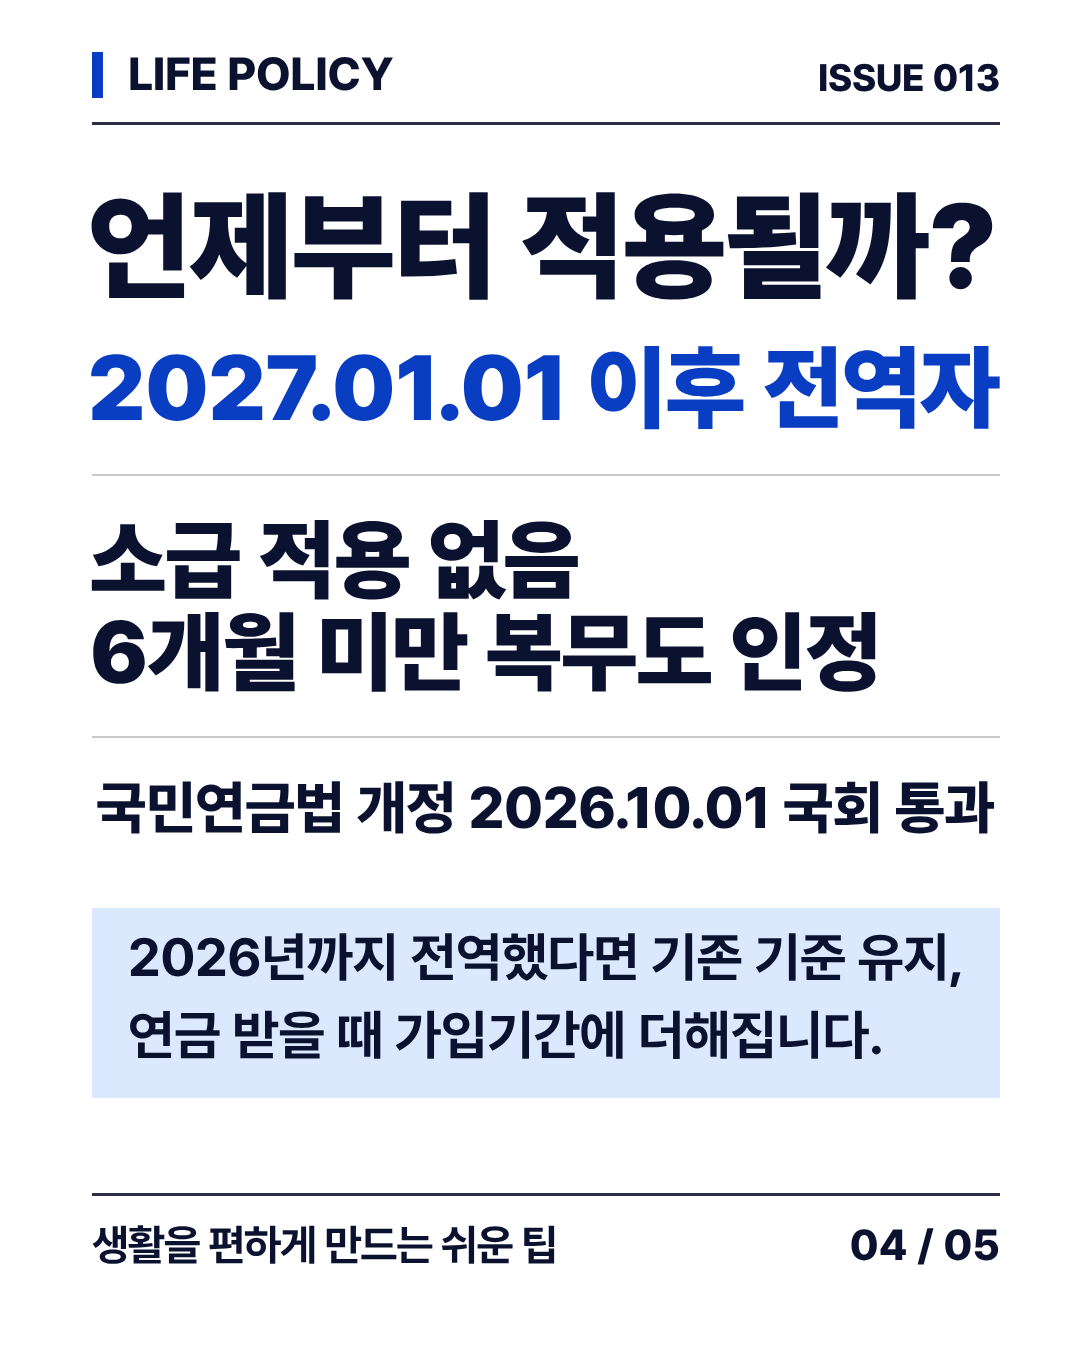 LIFE POLICY
ISSUE 013
언제부터 적용될까?
2027.01.01 이후 전역자
소급 적용 없음
6개월 미만 복무도 인정
국민연금법 개정 2026.10.01 국회 통과
2026년까지 전역했다면 기존 기준 유지,
연금 받을 때 가입기간에 더해집니다.
생활을 편하게 만드는 쉬운 팁
04 / 05